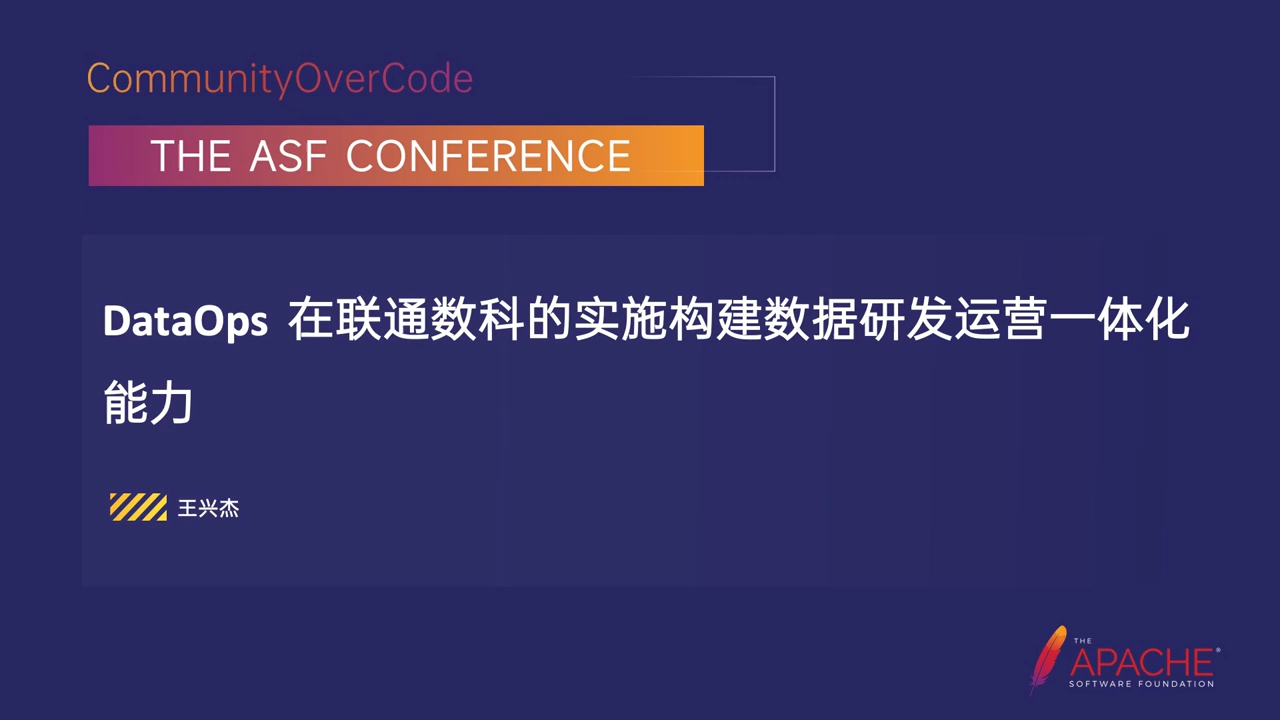 CommunityOverCode
THE ASF CONFERENCE
DataOps 在联通数科的实施构建数据研发运营一体化
能力
王兴杰
THE
APACHE®
SOFTWARE FOUNDATION